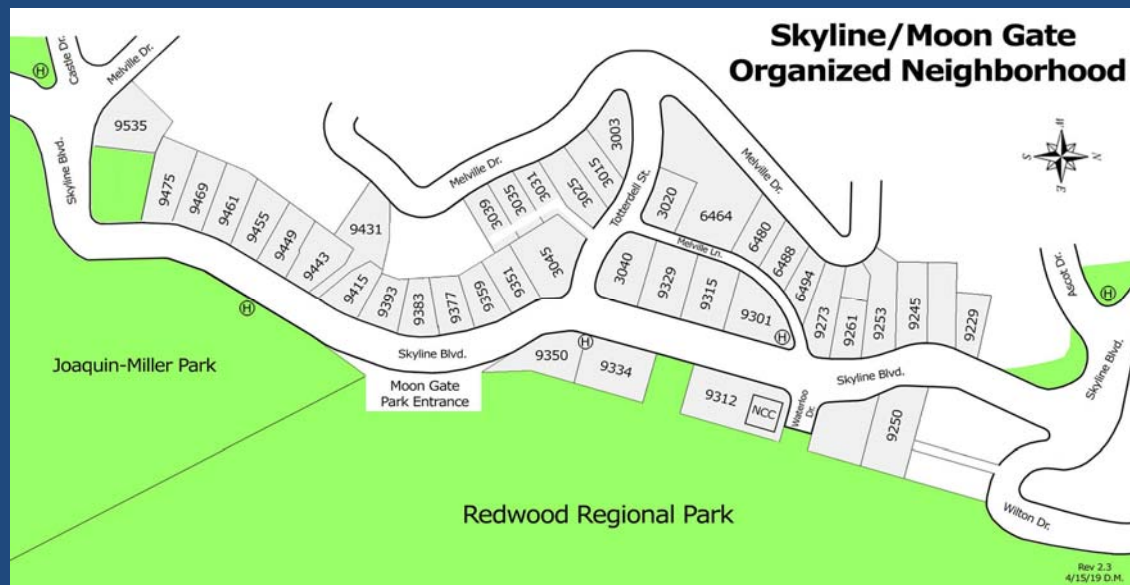 Skyline/Moon Gate
Organized Neighborhood
Castle Dr.
Melville Dr.
H
9535
Skyline Blvd.
9475
9469
9461
9455
9449
9443
9431
9415
9393
9383
9377
9359
9351
3045
Melville Dr.
3039
3035
3031
3025
3015
3003
Totterdell St.
3020
6464
Melville Dr.
6480
6488
6494
Melville Ln.
3040
9329
9315
9301
H
9273
9261
9253
9245
9229
Ascot Dr.
H
W
S
N
E
H
Skyline Blvd.
H
9350
9334
9312
NCC
Waterloo
Dr.
Skyline Blvd.
Skyline Blvd.
9250
Wilton Dr.
Joaquin-Miller Park
Moon Gate
Park Entrance
Redwood Regional Park
Rev 2.3
4/15/19 D.M.